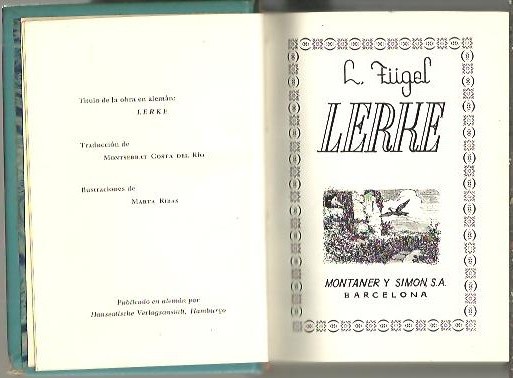 Título de la obra en alemán:
LERKE
Traducción de
MONTSERRAT COSTA DEL RÍO
Ilustraciones de
MARTA RIBAS
Publicado en alemán por
Hanseatische Verlagsanstalt, Hamburgo
L. Fügel
LERKE
MONTANER Y SIMON, S.A.
BARCELONA